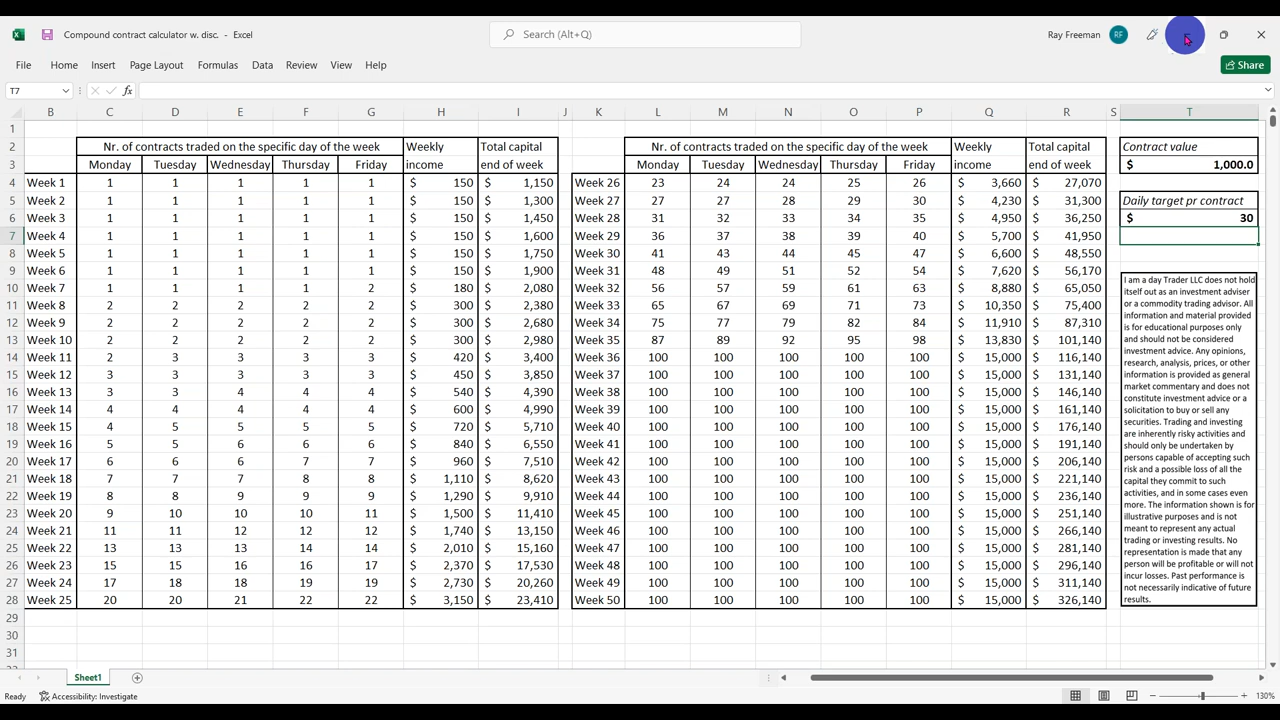 Compound contract calculator w. disc. - Excel
Search (Alt+Q)
Ray Freeman RF
File Home Insert Page Layout Formulas Data Review View Help
Share
T7
fx
B C D E F G H I J K L M N O P Q R S T
1
2 Nr. of contracts traded on the specific day of the week Weekly Total capital Nr. of contracts traded on the specific day of the week Weekly Total capital Contract value
3 Monday Tuesday Wednesday Thursday Friday income end of week Monday Tuesday Wednesday Thursday Friday income end of week $ 1,000.0
4 Week 1 1 1 1 1 1 $ 150 $ 1,150 Week 26 23 24 24 25 26 $ 3,660 $ 27,070
5 Week 2 1 1 1 1 1 $ 150 $ 1,300 Week 27 27 27 28 29 30 $ 4,230 $ 31,300 Daily target pr contract
6 Week 3 1 1 1 1 1 $ 150 $ 1,450 Week 28 31 32 33 34 35 $ 4,950 $ 36,250 $ 30
7 Week 4 1 1 1 1 1 $ 150 $ 1,600 Week 29 36 37 38 39 40 $ 5,700 $ 41,950
8 Week 5 1 1 1 1 1 $ 150 $ 1,750 Week 30 41 43 44 45 47 $ 6,600 $ 48,550
9 Week 6 1 1 1 1 1 $ 150 $ 1,900 Week 31 48 49 51 52 54 $ 7,620 $ 56,170
10 Week 7 1 1 1 1 2 $ 180 $ 2,080 Week 32 56 57 59 61 63 $ 8,880 $ 65,050
11 Week 8 2 2 2 2 2 $ 300 $ 2,380 Week 33 65 67 69 71 73 $ 10,350 $ 75,400
12 Week 9 2 2 2 2 2 $ 300 $ 2,680 Week 34 75 77 79 82 84 $ 11,910 $ 87,310
13 Week 10 2 2 2 2 2 $ 300 $ 2,980 Week 35 87 89 92 95 98 $ 13,830 $ 101,140
14 Week 11 2 3 3 3 3 $ 420 $ 3,400 Week 36 100 100 100 100 100 $ 15,000 $ 116,140
15 Week 12 3 3 3 3 3 $ 450 $ 3,850 Week 37 100 100 100 100 100 $ 15,000 $ 131,140
16 Week 13 3 3 4 4 4 $ 540 $ 4,390 Week 38 100 100 100 100 100 $ 15,000 $ 146,140
17 Week 14 4 4 4 4 4 $ 600 $ 4,990 Week 39 100 100 100 100 100 $ 15,000 $ 161,140
18 Week 15 4 5 5 5 5 $ 720 $ 5,710 Week 40 100 100 100 100 100 $ 15,000 $ 176,140
19 Week 16 5 5 6 6 6 $ 840 $ 6,550 Week 41 100 100 100 100 100 $ 15,000 $ 191,140
20 Week 17 6 6 6 7 7 $ 960 $ 7,510 Week 42 100 100 100 100 100 $ 15,000 $ 206,140
21 Week 18 7 7 7 8 8 $ 1,110 $ 8,620 Week 43 100 100 100 100 100 $ 15,000 $ 221,140
22 Week 19 8 8 9 9 9 $ 1,290 $ 9,910 Week 44 100 100 100 100 100 $ 15,000 $ 236,140
23 Week 20 9 10 10 10 11 $ 1,500 $ 11,410 Week 45 100 100 100 100 100 $ 15,000 $ 251,140
24 Week 21 11 11 12 12 12 $ 1,740 $ 13,150 Week 46 100 100 100 100 100 $ 15,000 $ 266,140
25 Week 22 13 13 13 14 14 $ 2,010 $ 15,160 Week 47 100 100 100 100 100 $ 15,000 $ 281,140
26 Week 23 15 15 16 16 17 $ 2,370 $ 17,530 Week 48 100 100 100 100 100 $ 15,000 $ 296,140
27 Week 24 17 18 18 19 19 $ 2,730 $ 20,260 Week 49 100 100 100 100 100 $ 15,000 $ 311,140
28 Week 25 20 20 21 22 22 $ 3,150 $ 23,410 Week 50 100 100 100 100 100 $ 15,000 $ 326,140
29
30
31
I am a day Trader LLC does not hold
itself out as an investment adviser
or a commodity trading advisor. All
information and material provided
is for educational purposes only
and should not be considered
investment advice. Any opinions,
research, analysis, prices, or other
information is provided as general
market commentary and does not
constitute investment advice or a
solicitation to buy or sell any
securities. Trading and investing
are inherently risky activities and
should only be undertaken by
persons capable of accepting such
risk and a possible loss of all the
capital they commit to such
activities, and in some cases even
more. The information shown is for
illustrative purposes and is not
meant to represent any actual
trading or investing results. No
representation is made that any
person will be profitable or will not
incur losses. Past performance is
not necessarily indicative of future
results.
Sheet1
Ready Accessibility: Investigate 130%